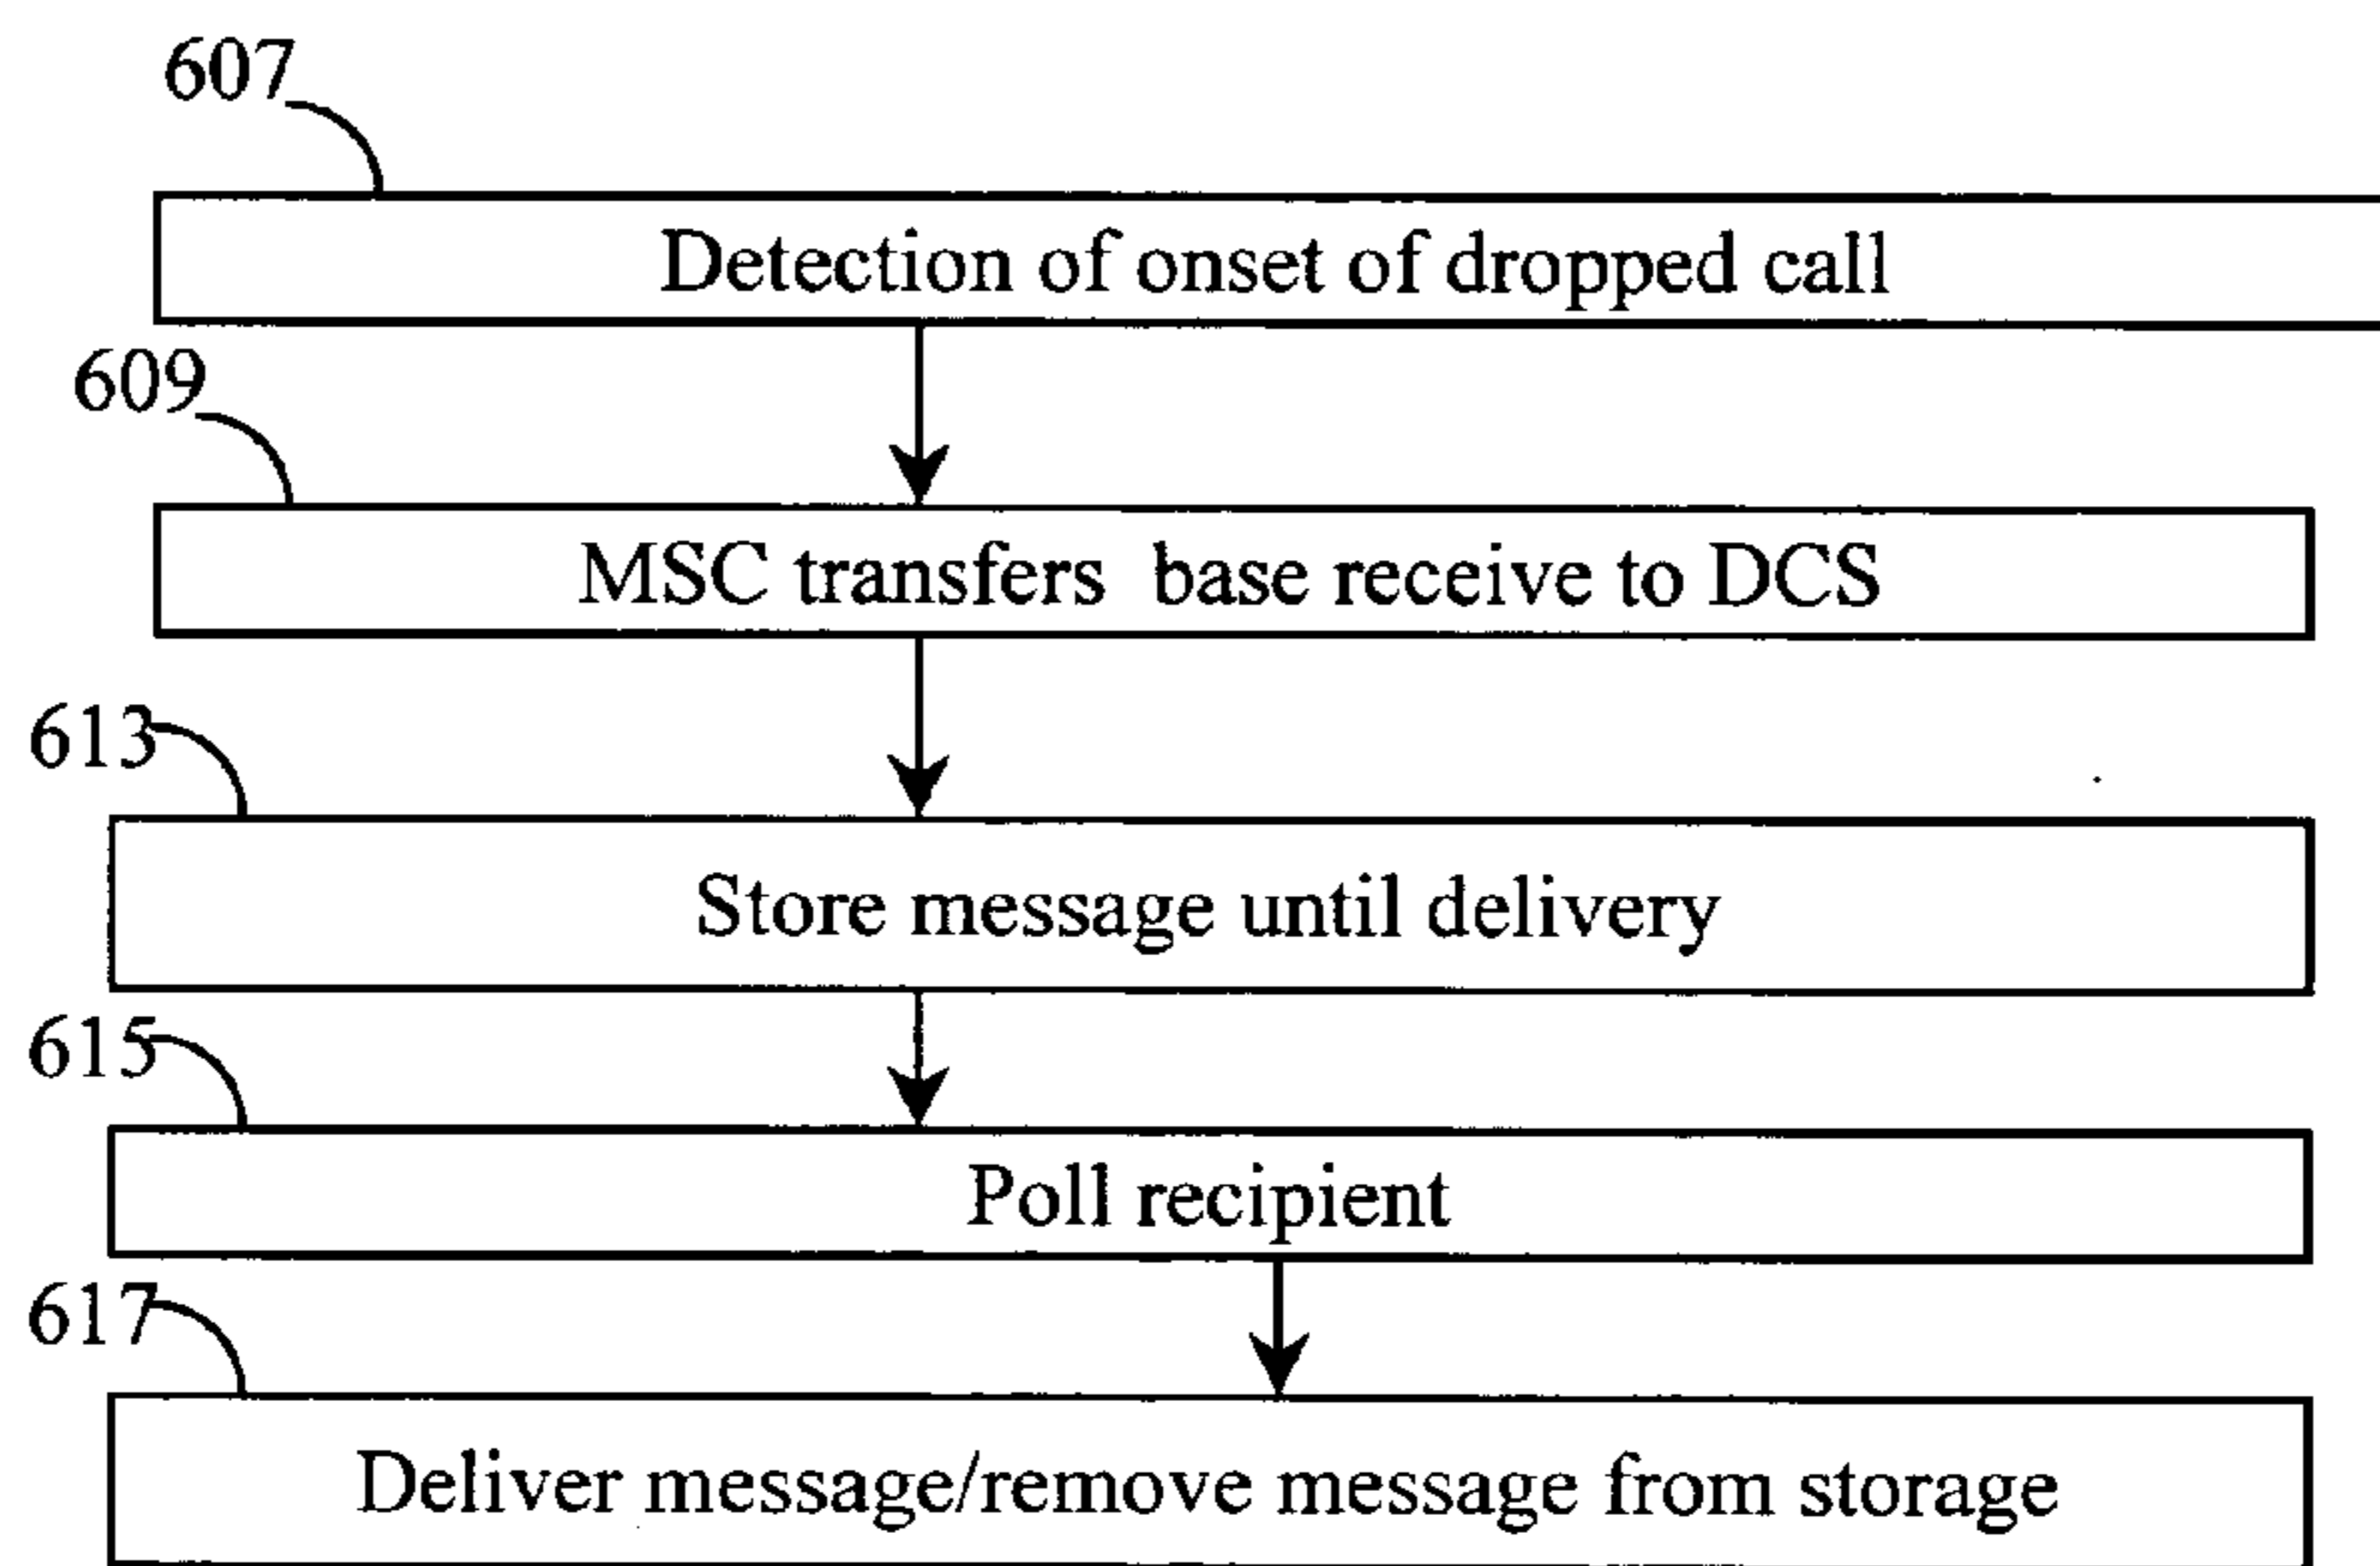 607
Detection of onset of dropped call
609
MSC transfers base receive to DCS
613
Store message until delivery
615
Poll recipient
617
Deliver message/remove message from storage